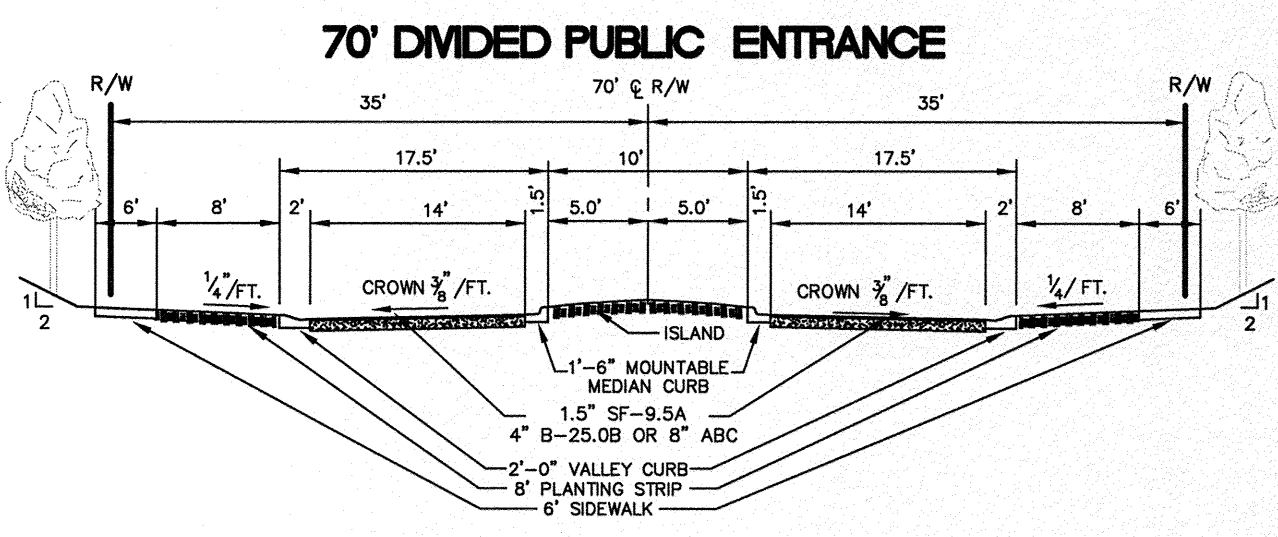 70' DIVIDED PUBLIC ENTRANCE
R/W 70' ℄ R/W R/W
35' 35'
17.5' 10' 17.5'
6' 8' 2' 14' 1.5' 5.0' 5.0' 1.5' 14' 2' 8' 6'
1/4"/FT. CROWN 3/8"/FT. CROWN 3/8"/FT. 1/4/FT.
1 1
2 2
ISLAND
1'-6" MOUNTABLE
MEDIAN CURB
1.5" SF-9.5A
4" B-25.0B OR 8" ABC
2'-0" VALLEY CURB
8' PLANTING STRIP
6' SIDEWALK